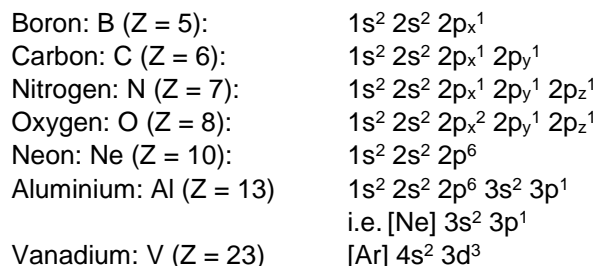 Boron: B (Z = 5): 1s² 2s² 2pₓ¹
Carbon: C (Z = 6): 1s² 2s² 2pₓ¹ 2pᵧ¹
Nitrogen: N (Z = 7): 1s² 2s² 2pₓ¹ 2pᵧ¹ 2p_z¹
Oxygen: O (Z = 8): 1s² 2s² 2pₓ² 2pᵧ¹ 2p_z¹
Neon: Ne (Z = 10): 1s² 2s² 2p⁶
Aluminium: Al (Z = 13) 1s² 2s² 2p⁶ 3s² 3p¹
i.e. [Ne] 3s² 3p¹
Vanadium: V (Z = 23) [Ar] 4s² 3d³